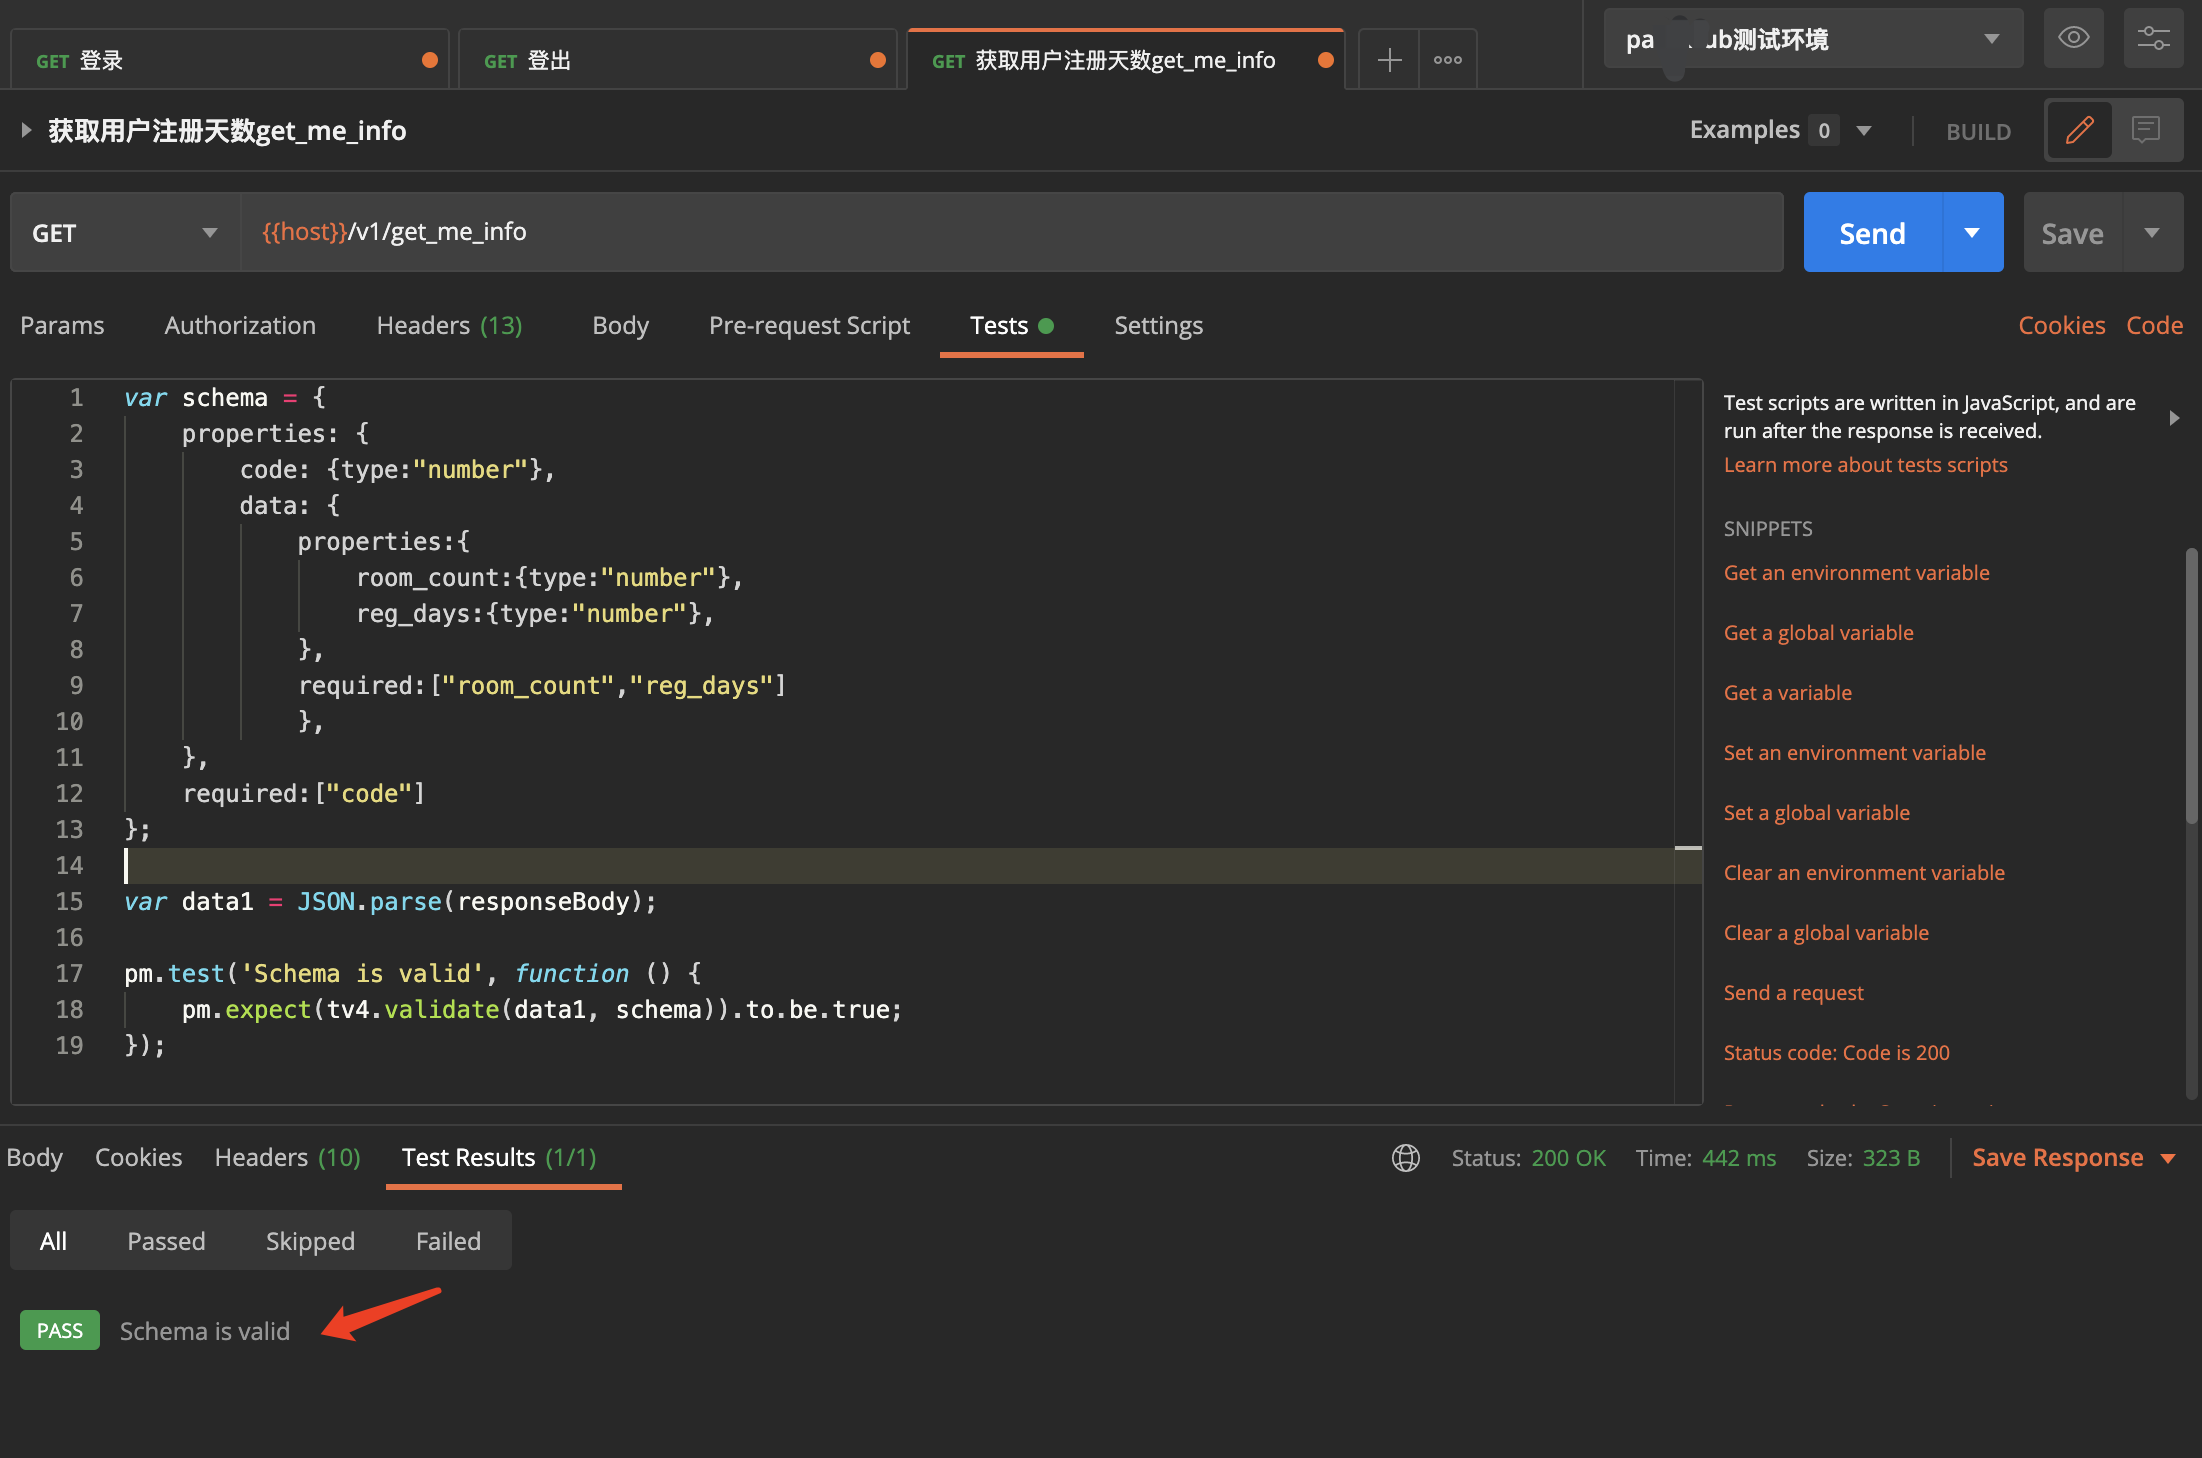 GET 登录
GET 登出
GET 获取用户注册天数get_me_info
pa ub测试环境
获取用户注册天数get_me_info
Examples 0
BUILD
GET
{{host}}/v1/get_me_info
Send
Save
Params
Authorization
Headers (13)
Body
Pre-request Script
Tests
Settings
Cookies
Code
1 var schema = {
2 properties: {
3 code: {type:"number"},
4 data: {
5 properties:{
6 room_count:{type:"number"},
7 reg_days:{type:"number"},
8 },
9 required:["room_count","reg_days"]
10 },
11 },
12 required:["code"]
13 };
14
15 var data1 = JSON.parse(responseBody);
16
17 pm.test('Schema is valid', function () {
18 pm.expect(tv4.validate(data1, schema)).to.be.true;
19 });
Test scripts are written in JavaScript, and are
run after the response is received.
Learn more about tests scripts
SNIPPETS
Get an environment variable
Get a global variable
Get a variable
Set an environment variable
Set a global variable
Clear an environment variable
Clear a global variable
Send a request
Status code: Code is 200
Body
Cookies
Headers (10)
Test Results (1/1)
Status: 200 OK
Time: 442 ms
Size: 323 B
Save Response
All
Passed
Skipped
Failed
PASS
Schema is valid